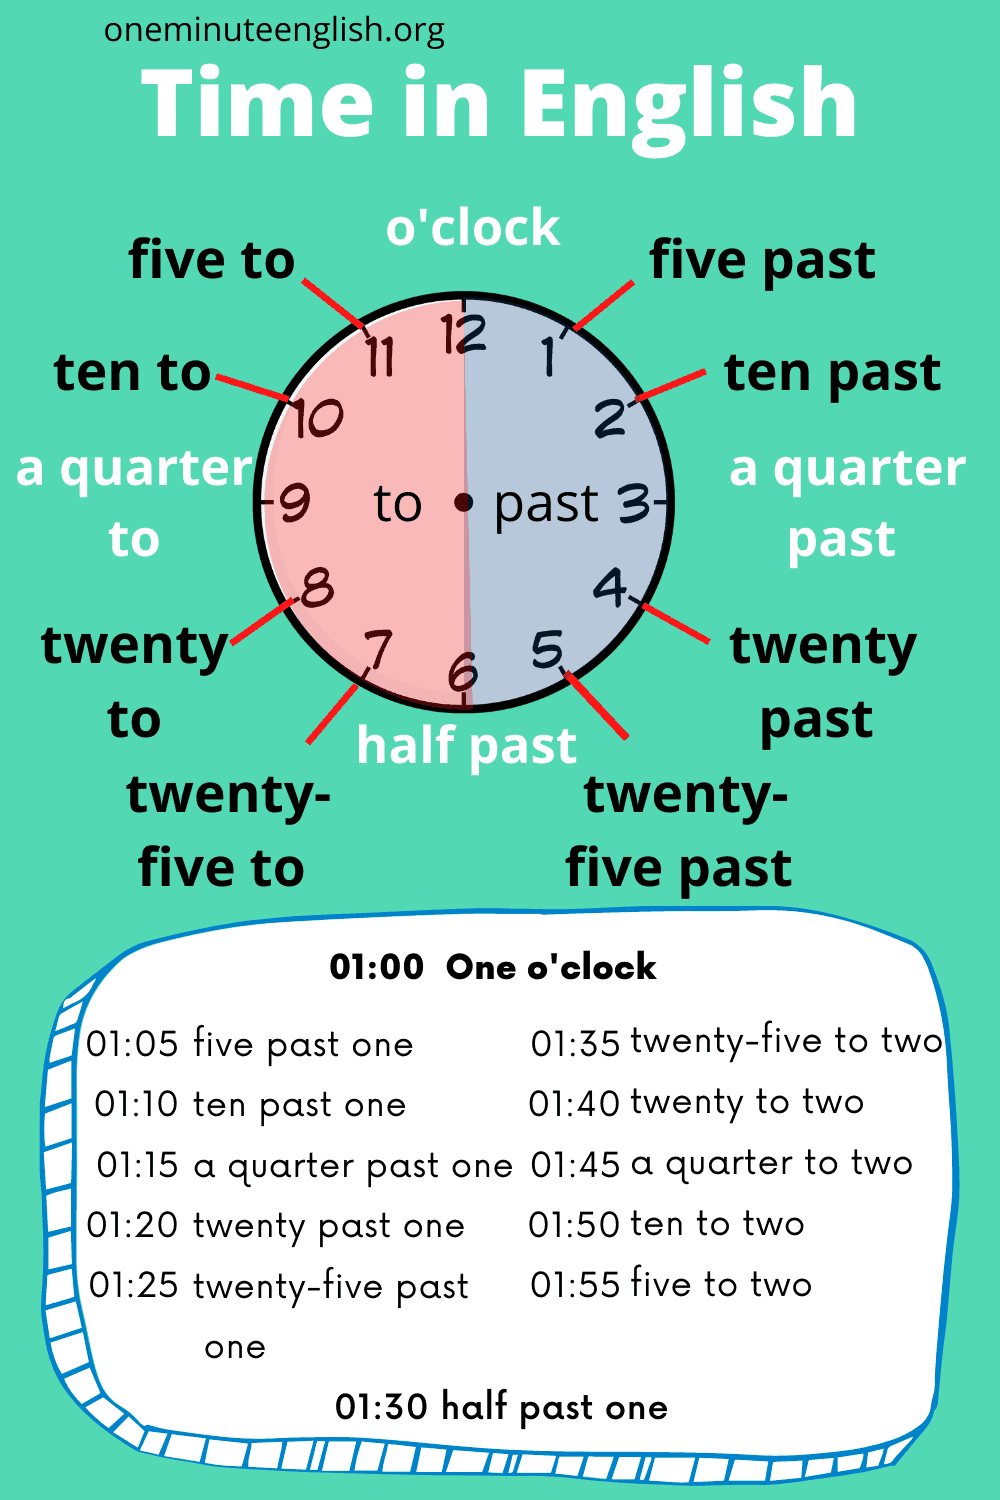 oneminuteenglish.org
Time in English
o'clock
five to
five past
ten to
ten past
a quarter
to
a quarter
past
twenty
to
twenty
past
twenty-
five to
half past
twenty-
five past
12
11
1
10
2
9
to
past
3
8
4
7
5
6
01:00 One o'clock
01:05 five past one
01:10 ten past one
01:15 a quarter past one
01:20 twenty past one
01:25 twenty-five past
one
01:35 twenty-five to two
01:40 twenty to two
01:45 a quarter to two
01:50 ten to two
01:55 five to two
01:30 half past one